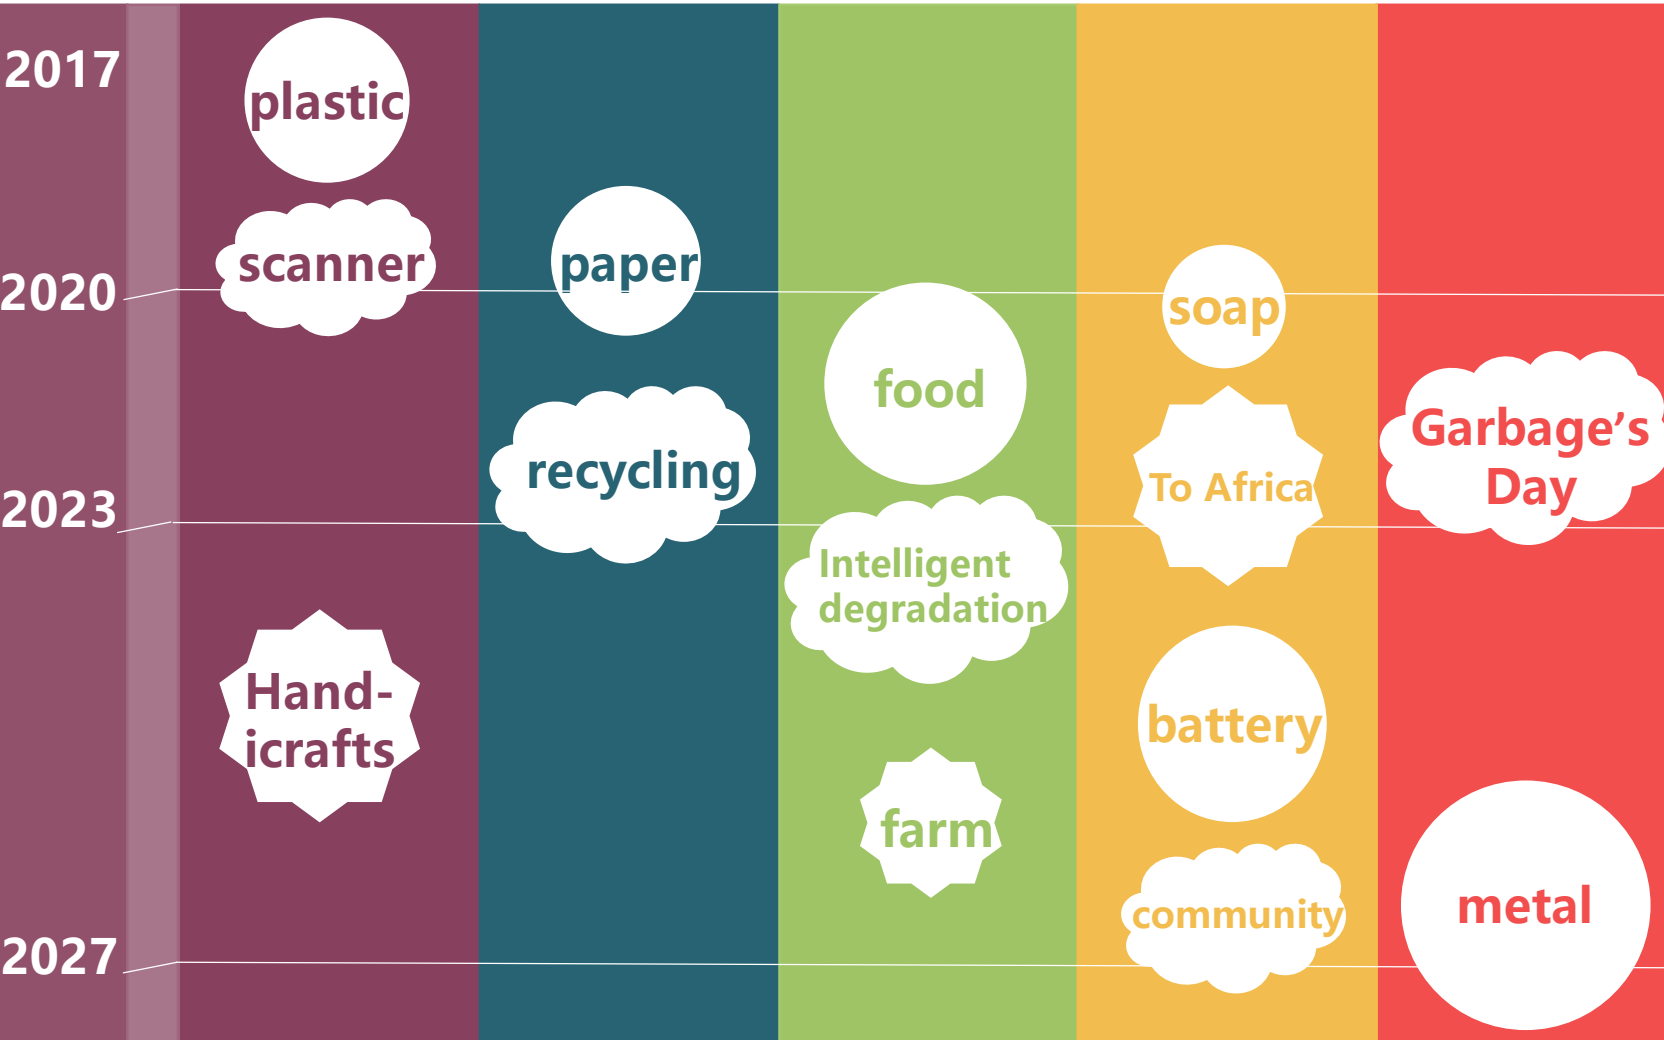 2017
plastic
scanner
paper
2020
soap
food
Garbage’s
Day
recycling
To Africa
2023
Intelligent
degradation
Hand-
icrafts
battery
farm
community
metal
2027